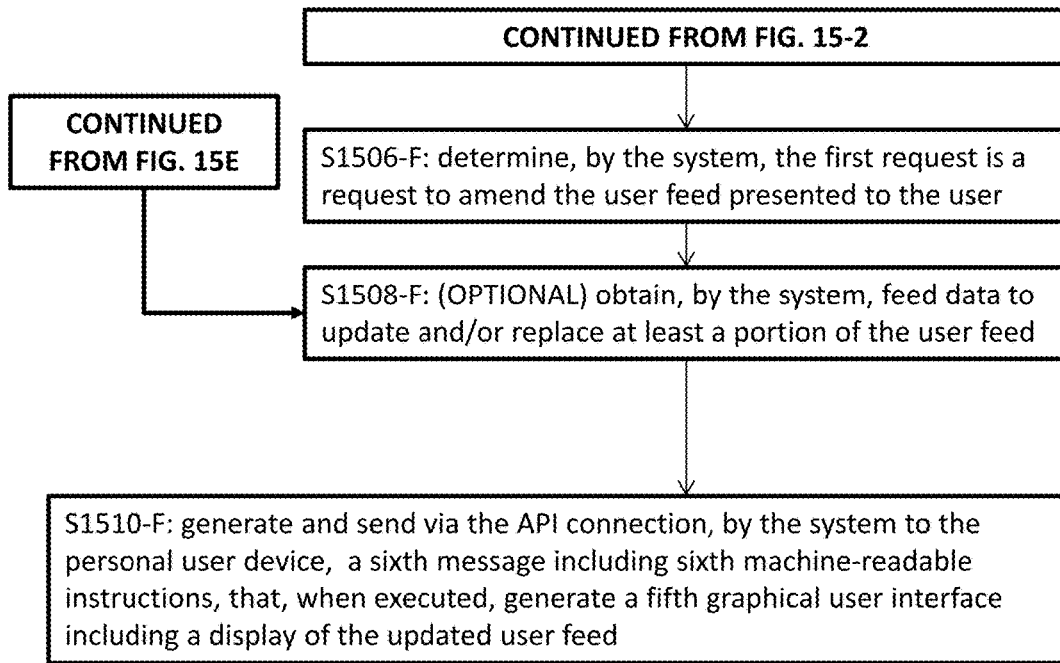 CONTINUED FROM FIG. 15-2
CONTINUED
FROM FIG. 15E
S1506-F: determine, by the system, the first request is a
request to amend the user feed presented to the user
S1508-F: (OPTIONAL) obtain, by the system, feed data to
update and/or replace at least a portion of the user feed
S1510-F: generate and send via the API connection, by the system to the
personal user device, a sixth message including sixth machine-readable
instructions, that, when executed, generate a fifth graphical user interface
including a display of the updated user feed